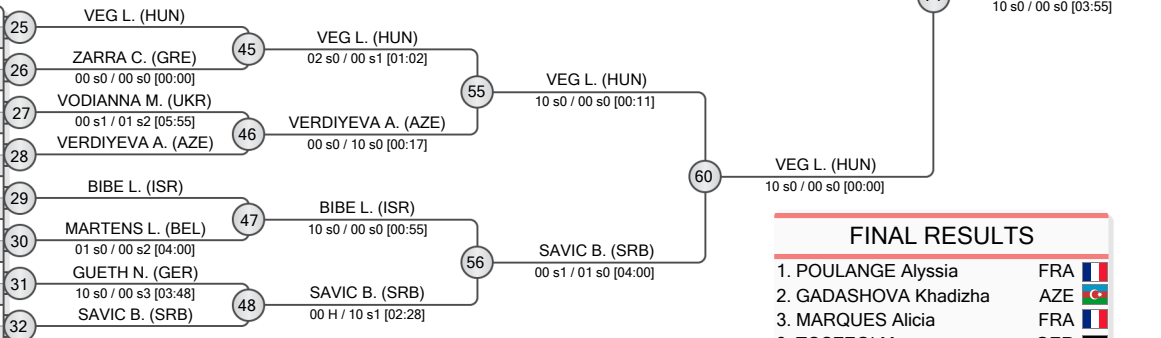 10 s0 / 00 s0 [03:55]
25
VEG L. (HUN)
26
ZARRA C. (GRE)
00 s0 / 00 s0 [00:00]
27
VODIANNA M. (UKR)
00 s1 / 01 s2 [05:55]
28
VERDIYEVA A. (AZE)
29
BIBE L. (ISR)
30
MARTENS L. (BEL)
01 s0 / 00 s2 [04:00]
31
GUETH N. (GER)
10 s0 / 00 s3 [03:48]
32
SAVIC B. (SRB)
45
VEG L. (HUN)
02 s0 / 00 s1 [01:02]
46
VERDIYEVA A. (AZE)
00 s0 / 10 s0 [00:17]
47
BIBE L. (ISR)
10 s0 / 00 s0 [00:55]
48
SAVIC B. (SRB)
00 H / 10 s1 [02:28]
55
VEG L. (HUN)
10 s0 / 00 s0 [00:11]
56
SAVIC B. (SRB)
00 s1 / 01 s0 [04:00]
60
VEG L. (HUN)
10 s0 / 00 s0 [00:00]
FINAL RESULTS
1. POULANGE Alyssia FRA
2. GADASHOVA Khadizha AZE
3. MARQUES Alicia FRA